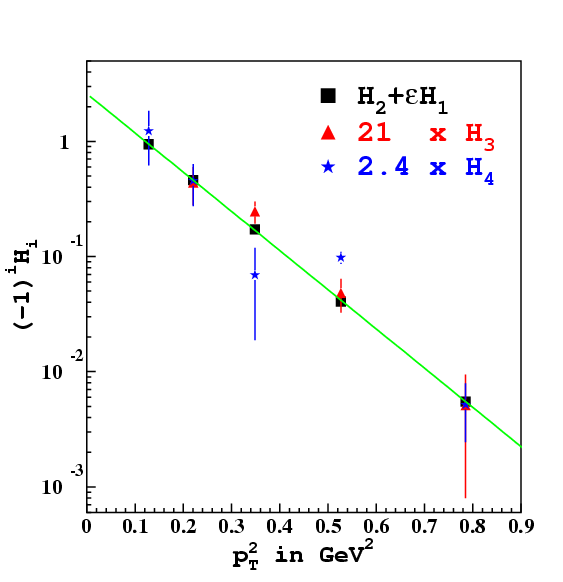 H₂+εH₁
21 x H₃
2.4 x H₄
(−1)ⁱHᵢ
1
10⁻¹
10⁻²
10⁻³
0 0.1 0.2 0.3 0.4 0.5 0.6 0.7 0.8 0.9
p_T² in GeV²